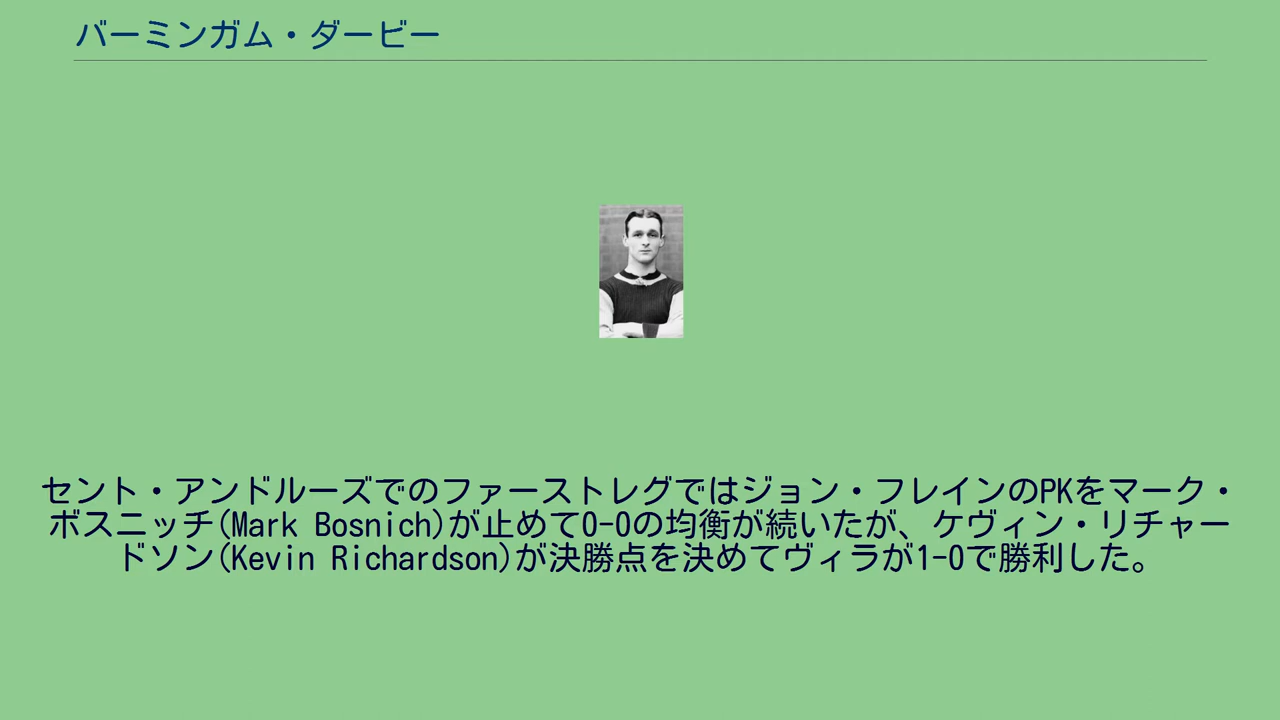 バーミンガム・ダービー
セント・アンドルーズでのファーストレグではジョン・フレインのPKをマーク・
ボスニッチ(Mark Bosnich)が止めて0-0の均衡が続いたが、ケヴィン・リチャー
ドソン(Kevin Richardson)が決勝点を決めてヴィラが1-0で勝利した。